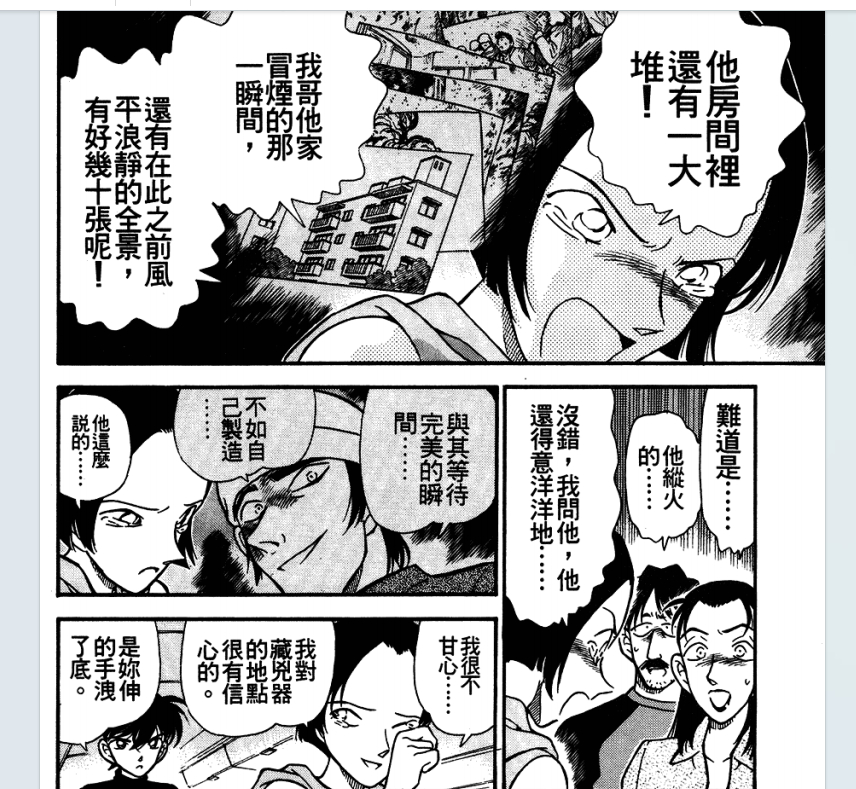 他房間裡
還有一大
堆！
我哥他家
冒煙的那
一瞬間，
還有在此之前風
平浪靜的全景，
有好幾十張呢！
難道是……
他縱火
的……
沒錯，我問他，他
還得意洋洋地……
與其等待
完美的瞬
間……
不如自
己製造
……
他這麼
說的……
我很不
甘心……
我對
藏兇器
的地點
很有信
心的。
是妳伸
的手洩
了底。